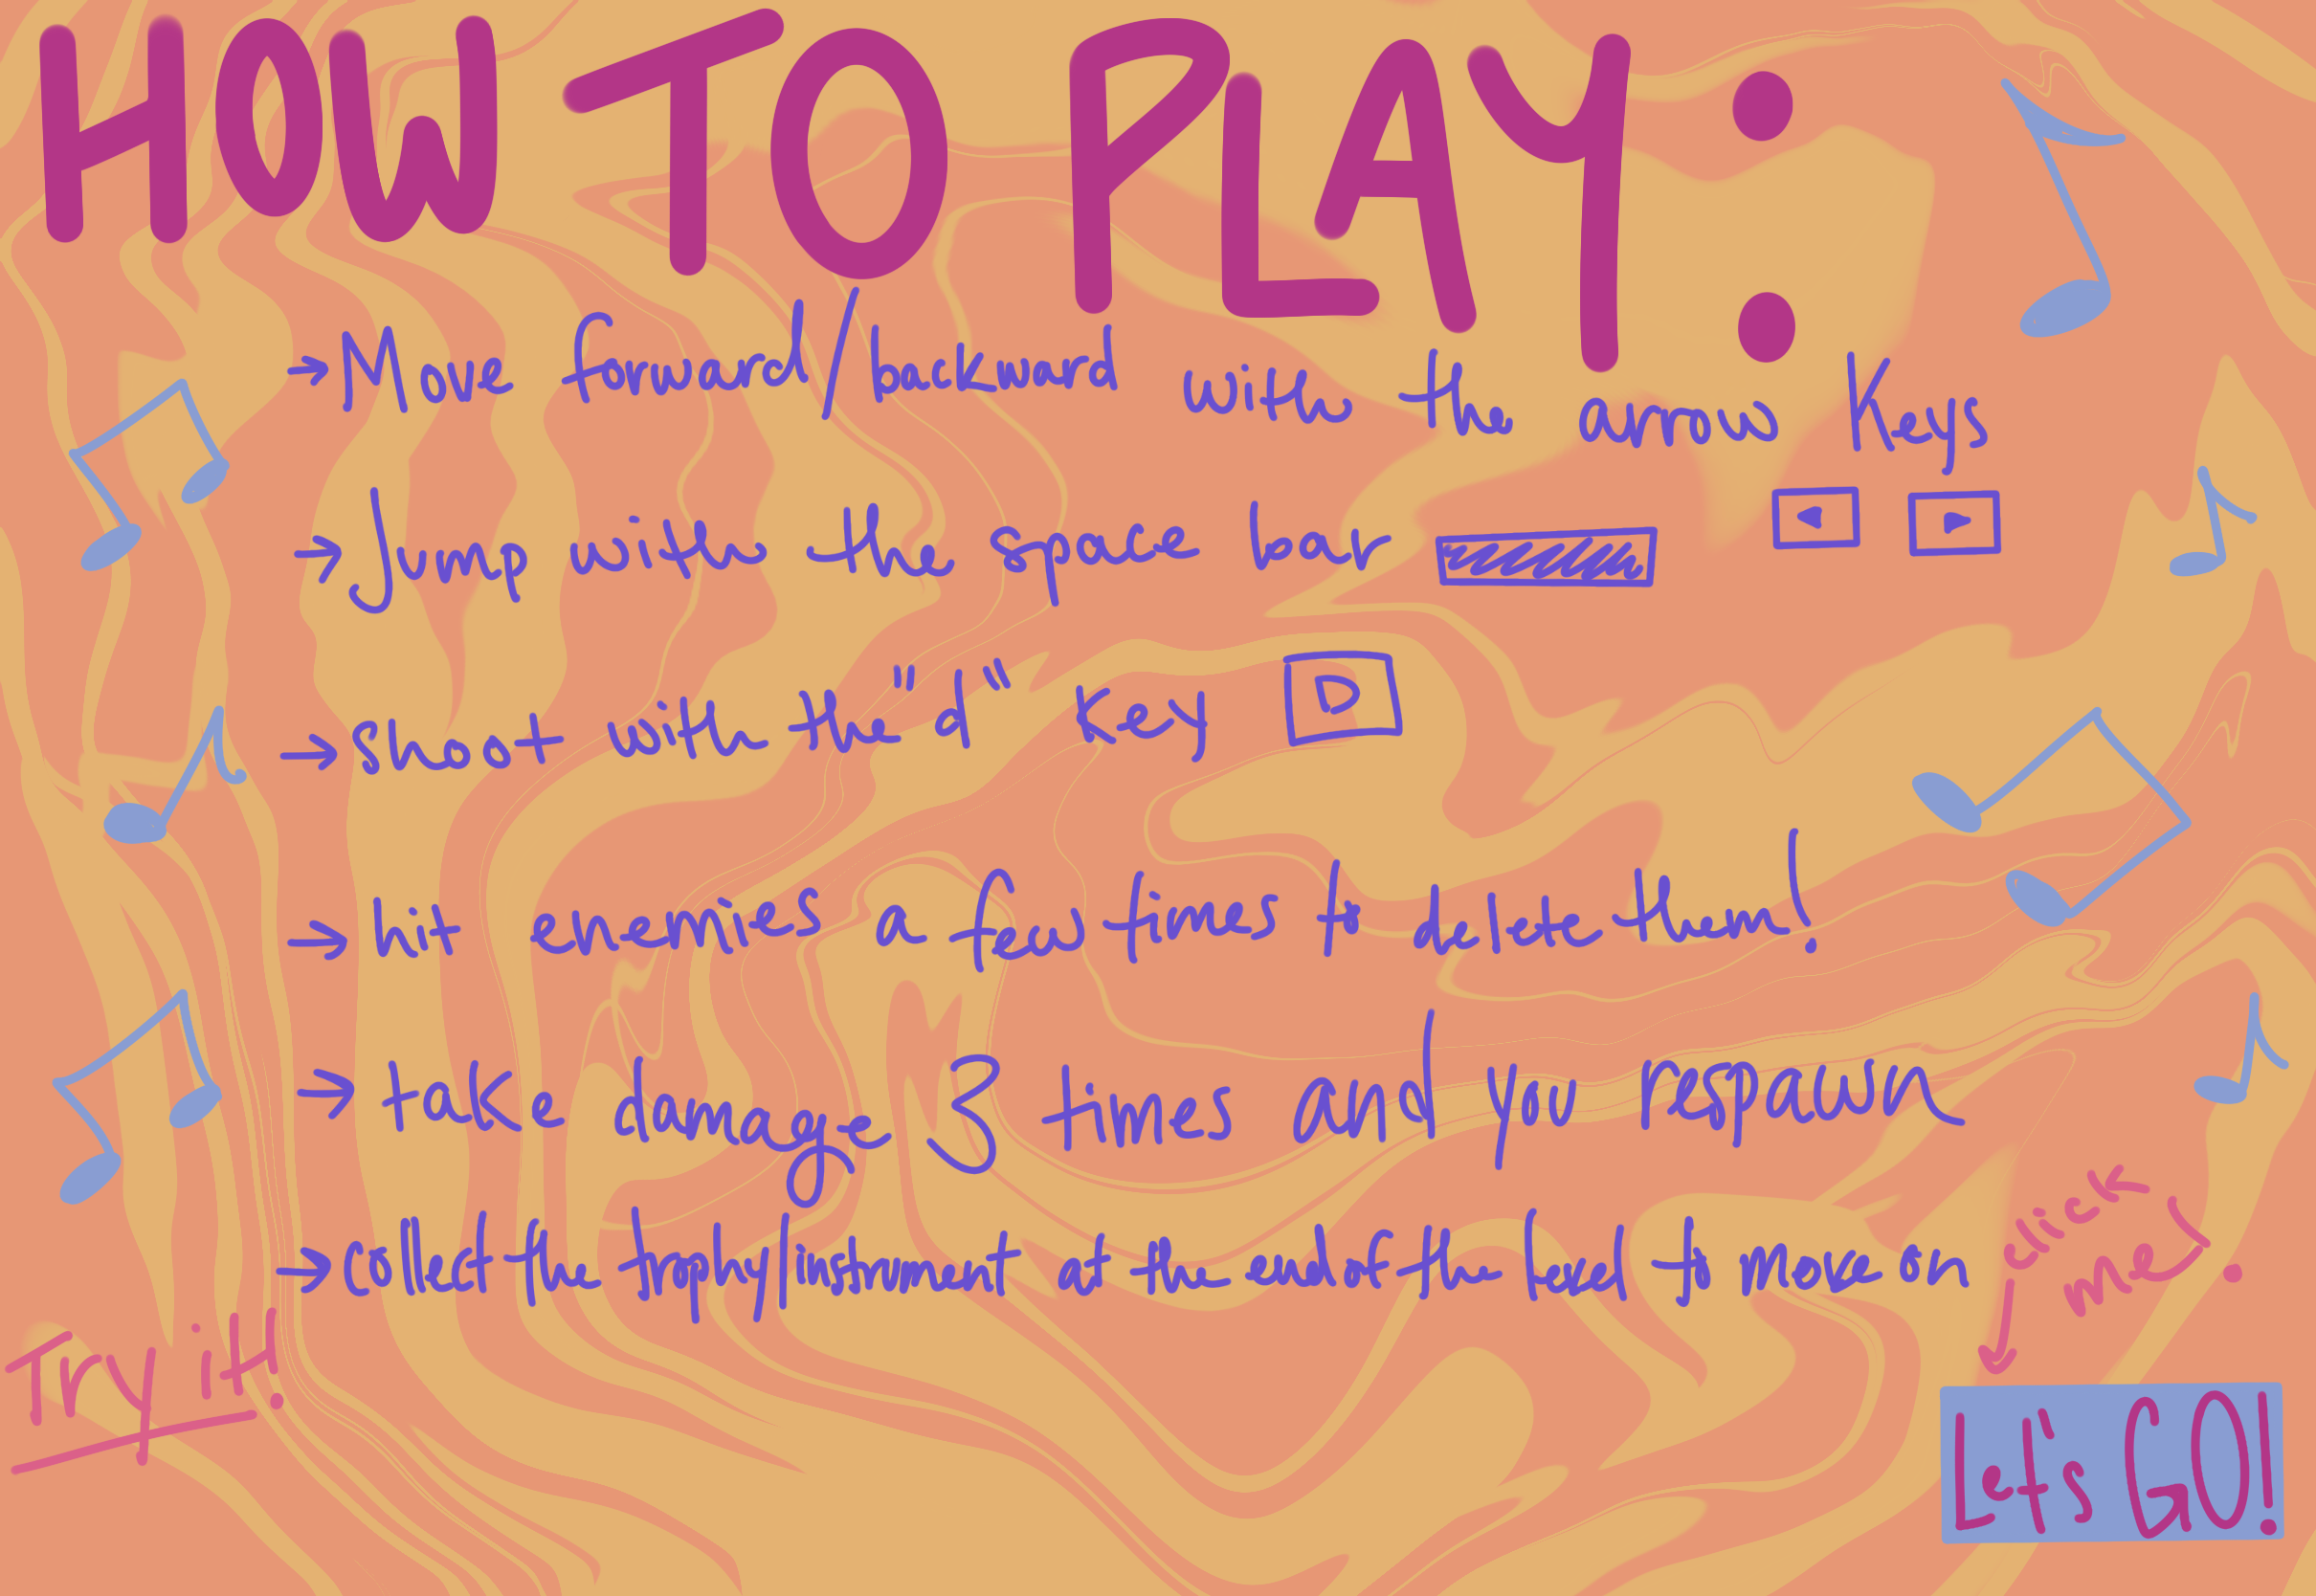 HOW TO PLAY:
→ Move forward/backward with the arrow keys
→ Jump with the space bar
→ Shoot with the "d" key D
→ hit enemies a few times to delete them!
→ take damage 3 times and you respawn
→ collect the trophy/instrument at the end of the level to move on
Try it!
click me!
Let's GO!